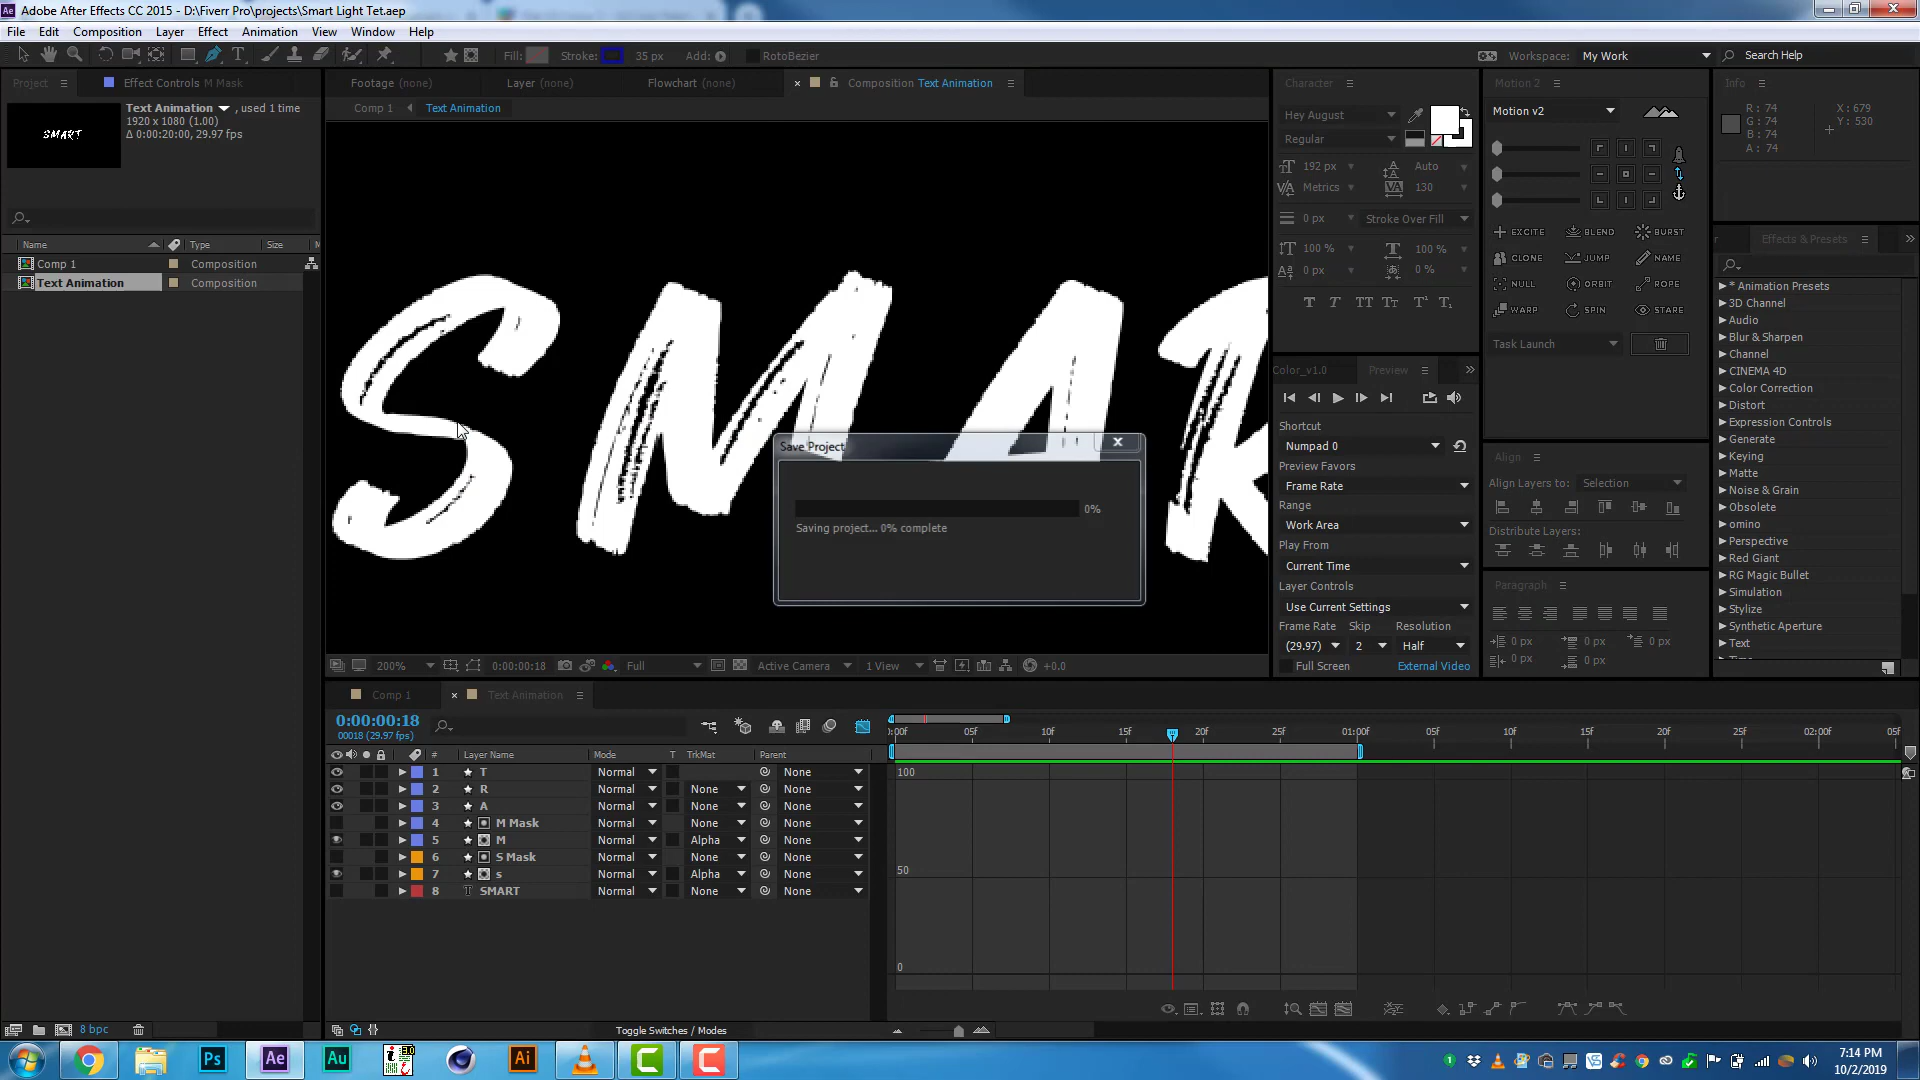 Adobe After Effects CC 2015 - D:\Fiverr Pro\projects\Smart Light Tet.aep
File Edit Composition Layer Effect Animation View Window Help
Fill: Stroke: 35 px Add: RotoBezier
Workspace: My Work Search Help
Project Effect Controls M Mask
Text Animation , used 1 time
1920 x 1080 (1.00)
Δ 0:00:20:00, 29.97 fps
SMART
Name Type Size
Comp 1 Composition
Text Animation Composition
8 bpc
Footage (none) Layer (none) Flowchart (none) Composition Text Animation
Comp 1 Text Animation
SMAR
Save Project
0%
Saving project... 0% complete
200% 0:00:00:18 Full Active Camera 1 View +0.0
Character
Hey August
Regular
192 px Auto
Metrics 130
0 px Stroke Over Fill
100 % 100 %
0 px 0 %
T T TT Tt T¹ T₁
Color_v1.0 Preview
Shortcut
Numpad 0
Preview Favors
Frame Rate
Range
Work Area
Play From
Current Time
Layer Controls
Use Current Settings
Frame Rate Skip Resolution
(29.97) 2 Half
Full Screen External Video
Motion 2
Motion v2
EXCITE BLEND BURST
CLONE JUMP NAME
NULL ORBIT ROPE
WARP SPIN STARE
Task Launch
Align
Align Layers to: Selection
Distribute Layers:
Paragraph
0 px 0 px 0 px
0 px 0 px
Info
R : 74
G : 74
B : 74
A : 74
X : 679
Y : 530
Effects & Presets
* Animation Presets
3D Channel
Audio
Blur & Sharpen
Channel
CINEMA 4D
Color Correction
Distort
Expression Controls
Generate
Keying
Matte
Noise & Grain
Obsolete
omino
Perspective
Red Giant
RG Magic Bullet
Simulation
Stylize
Synthetic Aperture
Text
Comp 1 Text Animation
0:00:00:18
00018 (29.97 fps)
# Layer Name Mode T TrkMat Parent
1 T Normal None
2 R Normal None None
3 A Normal None None
4 M Mask Normal None None
5 M Normal Alpha None
6 S Mask Normal None None
7 s Normal Alpha None
8 T SMART Normal None None
Toggle Switches / Modes
:00f 05f 10f 15f 20f 25f 01:00f 05f 10f 15f 20f 25f 02:00f 05f
100
50
0
Ps Ae Au Ai
7:14 PM
10/2/2019